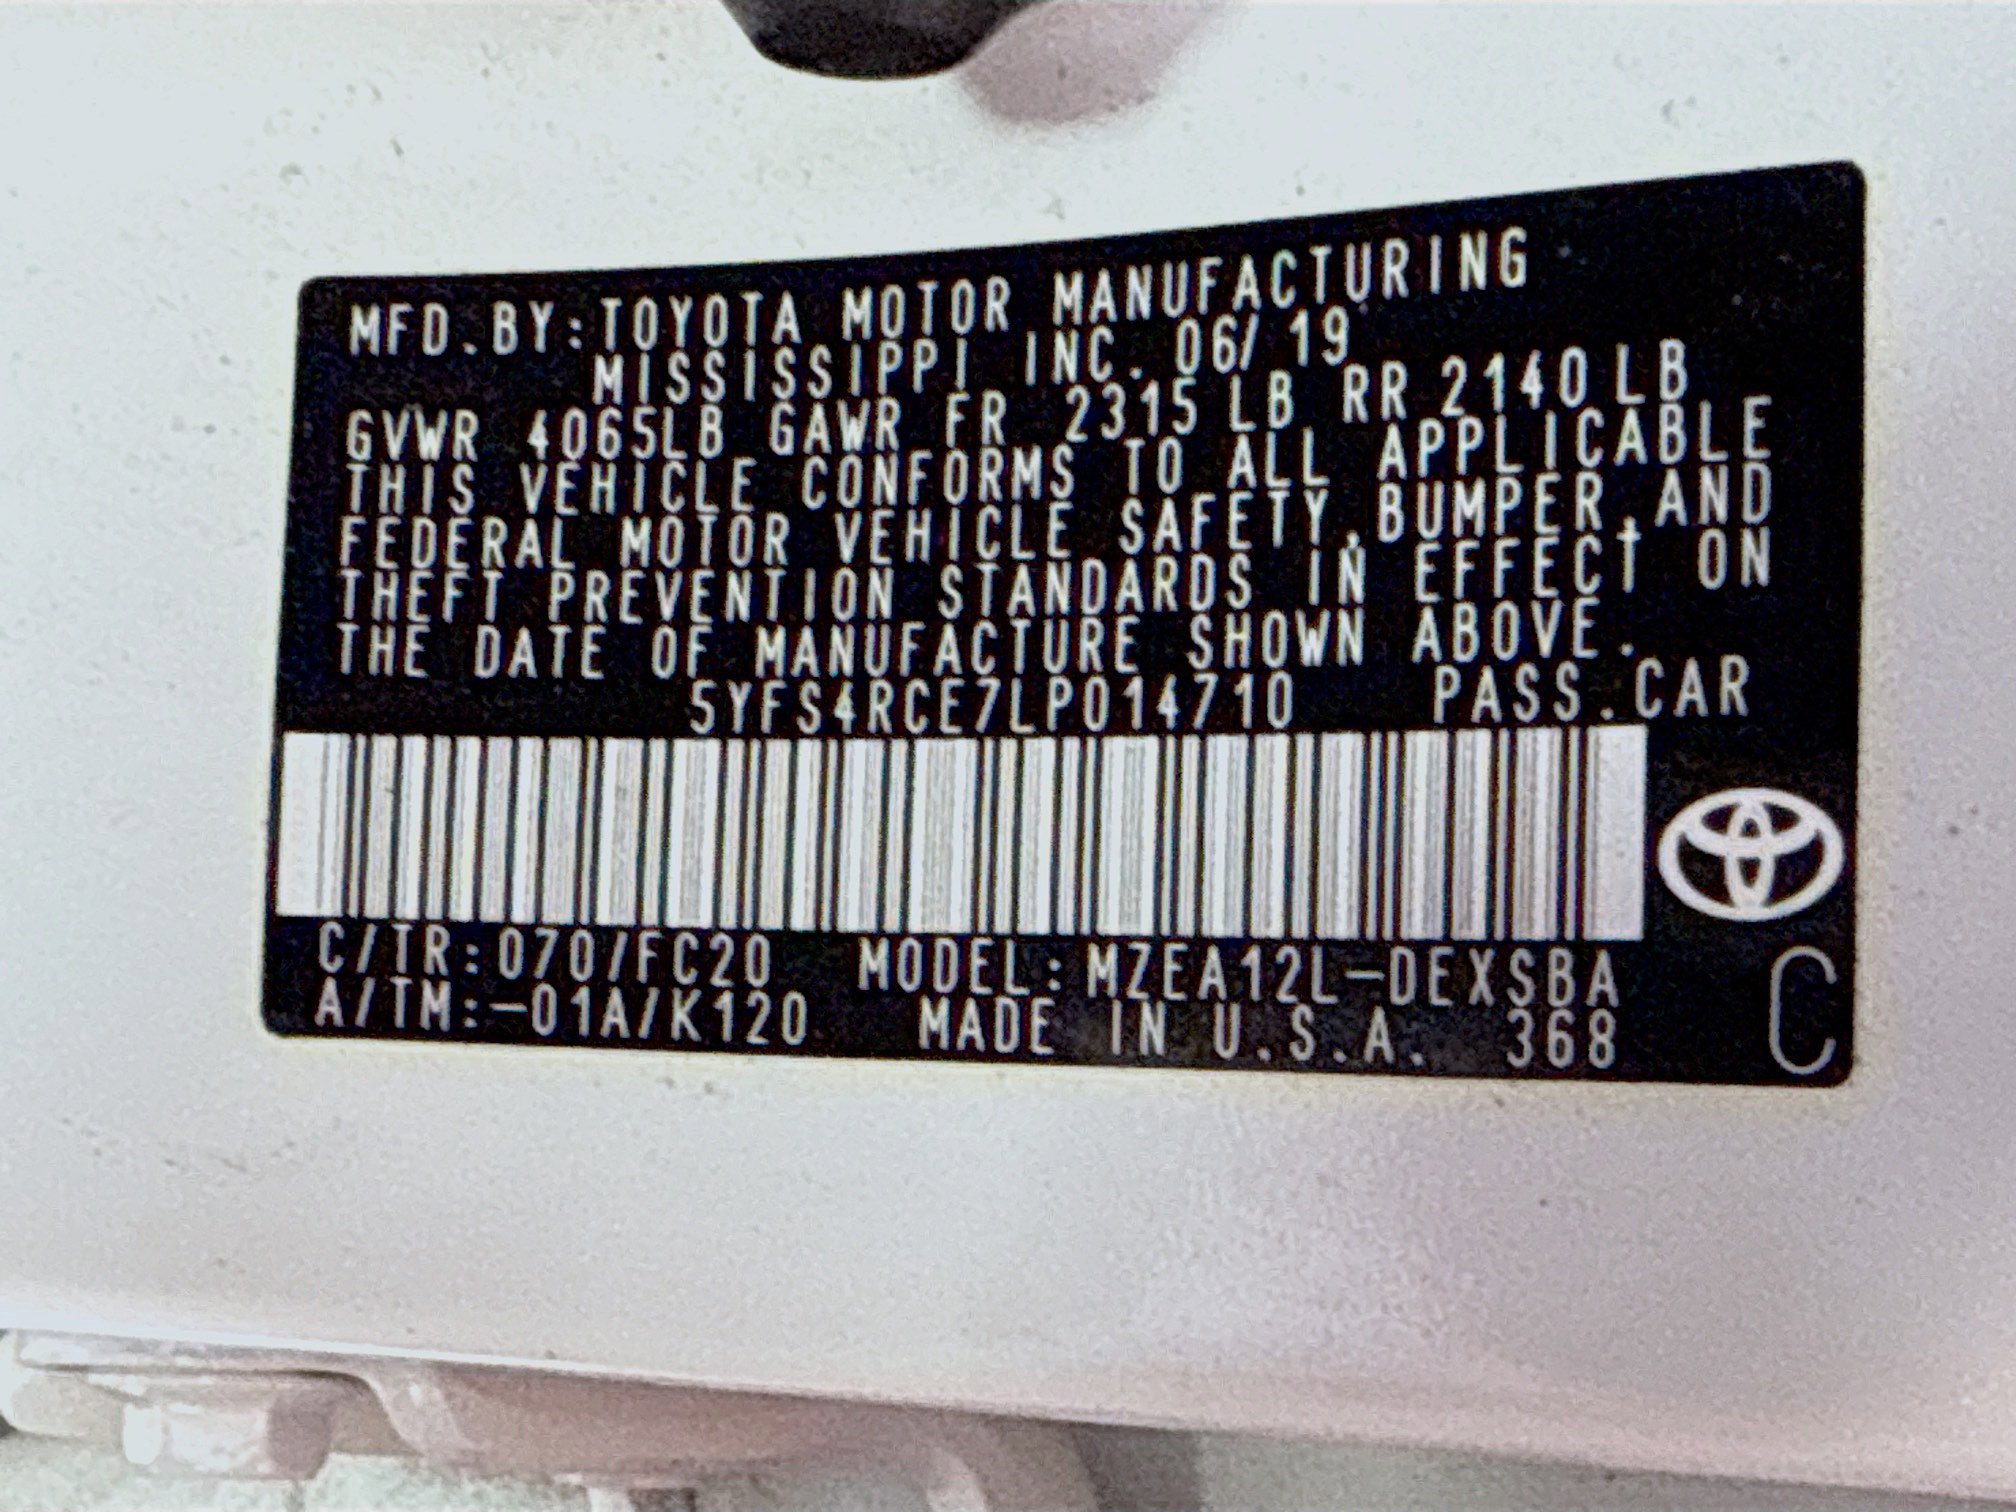 MFD.BY:TOYOTA MOTOR MANUFACTURING
MISSISSIPPI INC. 06/19
GVWR 4065LB GAWR FR 2315LB RR 2140LB
THIS VEHICLE CONFORMS TO ALL APPLICABLE
FEDERAL MOTOR VEHICLE SAFETY,BUMPER,AND
THEFT PREVENTION STANDARDS IN EFFECT ON
THE DATE OF MANUFACTURE SHOWN ABOVE.
5YFS4RCE7LP014710 PASS.CAR
C/TR:070/FC20 MODEL:MZEA12L-DEXSBA
A/TM:-01A/K120 MADE IN U.S.A. 368
C